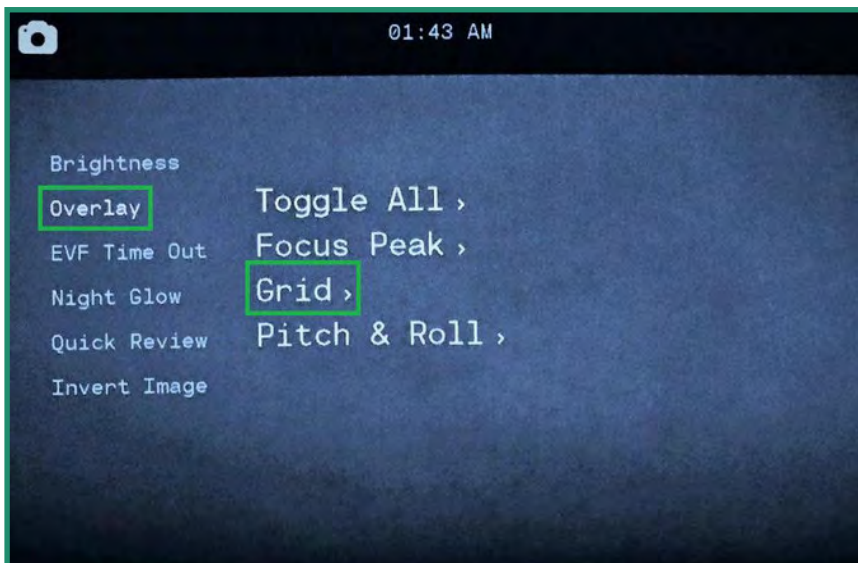 01:43 AM
Brightness
Overlay
EVF Time Out
Night Glow
Quick Review
Invert Image
Toggle All ›
Focus Peak ›
Grid ›
Pitch & Roll ›